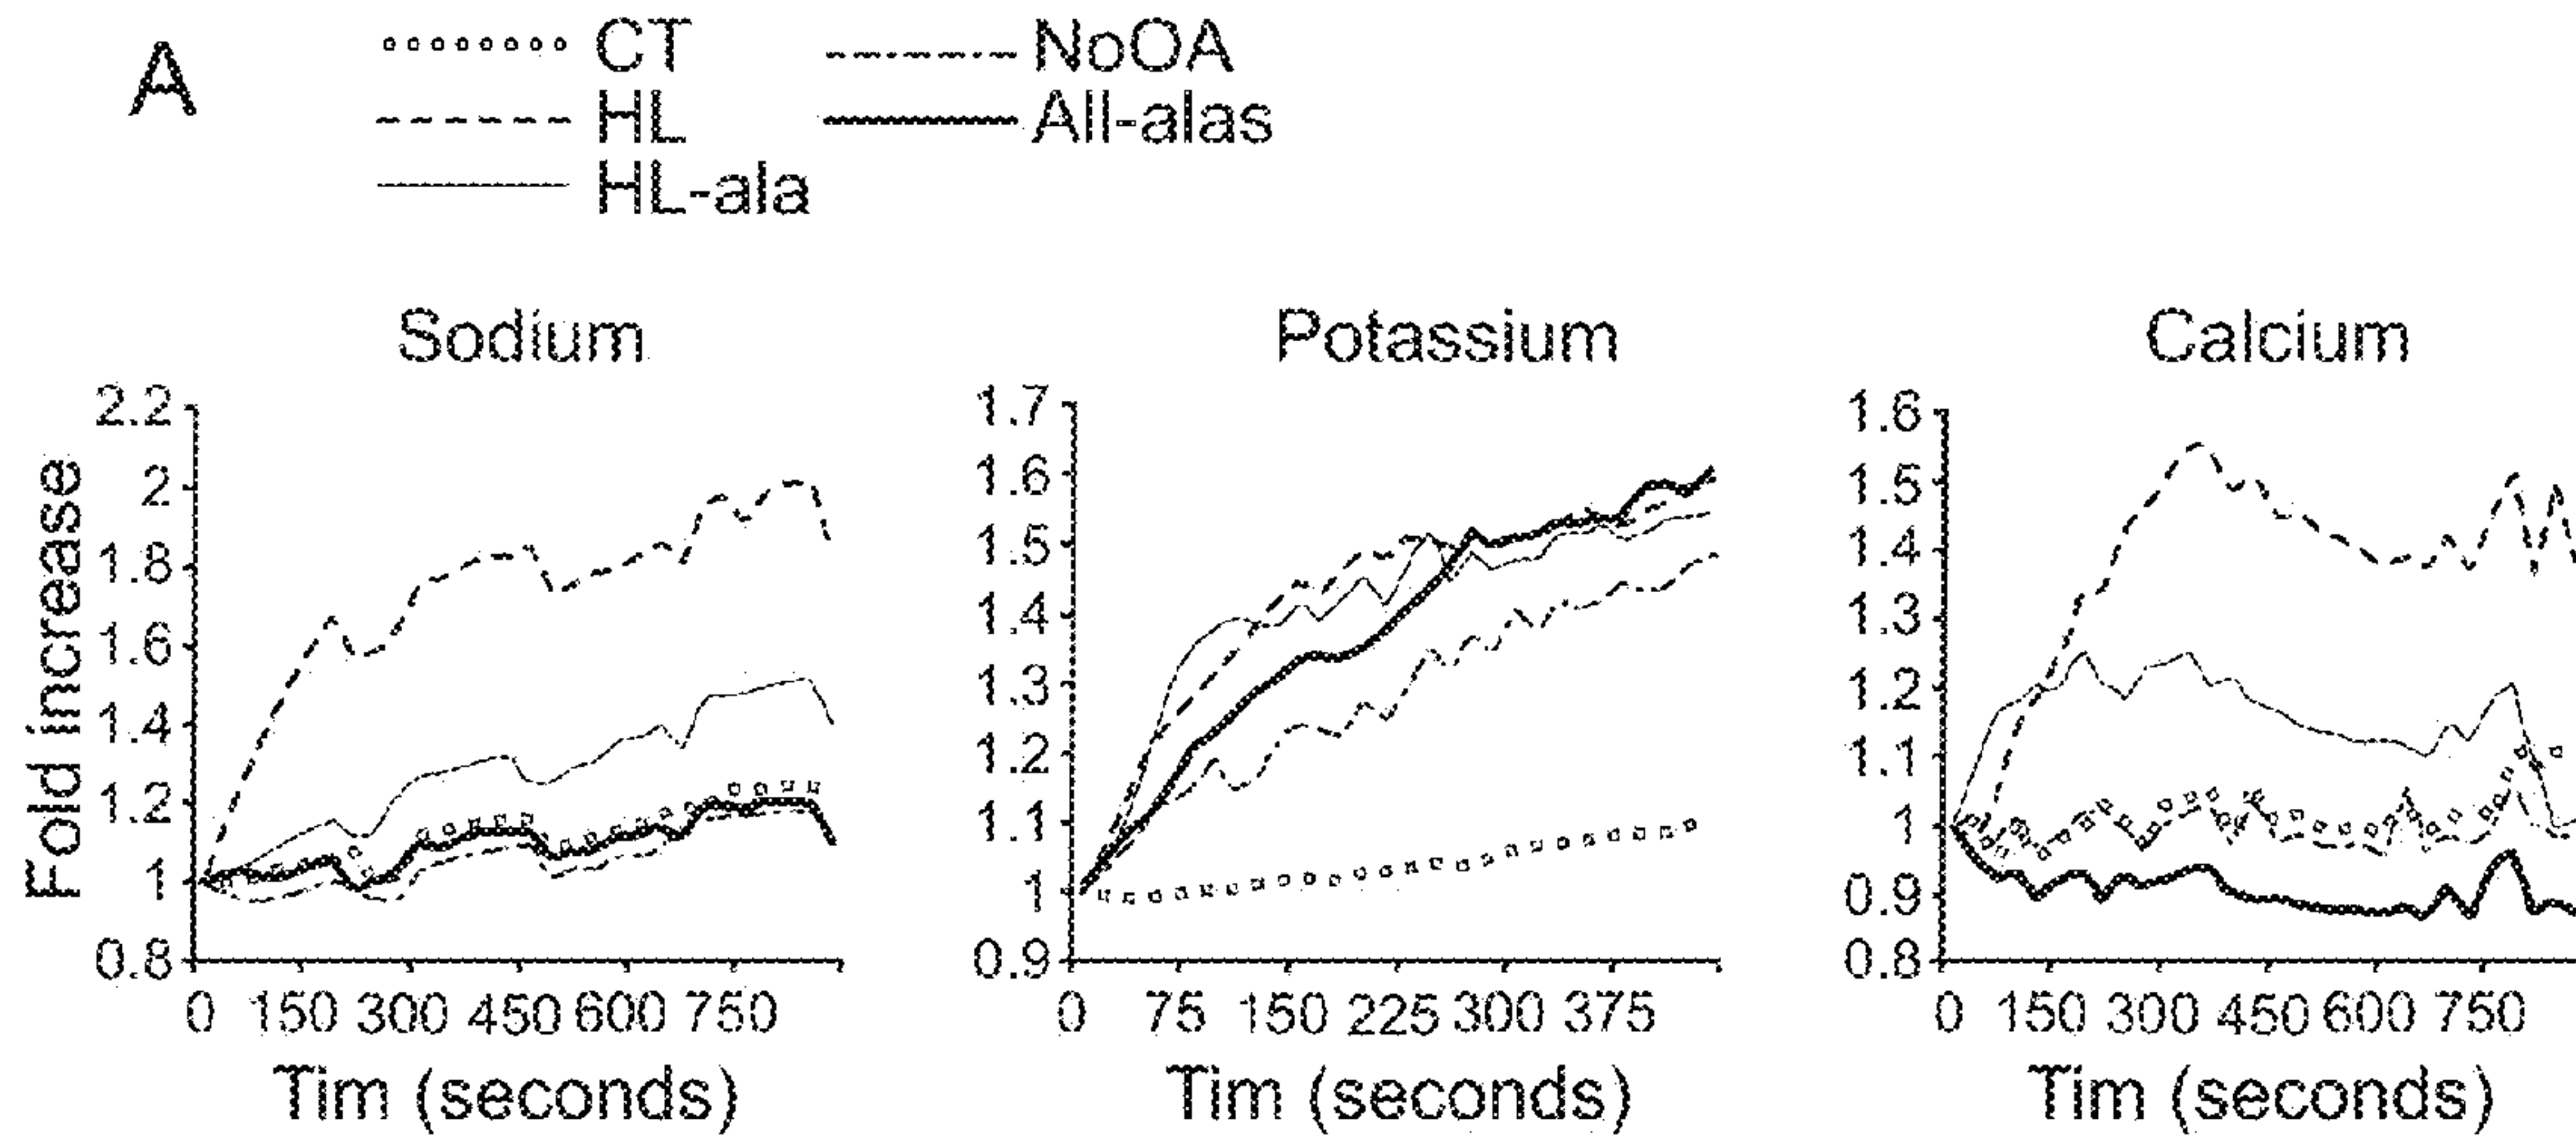 A
CT
HL
HL-ala
NoOA
All-alas
Sodium
Fold increase
2.2
2
1.8
1.6
1.4
1.2
1
0.8
0 150 300 450 600 750
Tim (seconds)
Potassium
1.7
1.6
1.5
1.4
1.3
1.2
1.1
1
0.9
0 75 150 225 300 375
Tim (seconds)
Calcium
1.6
1.5
1.4
1.3
1.2
1.1
1
0.9
0.8
0 150 300 450 600 750
Tim (seconds)